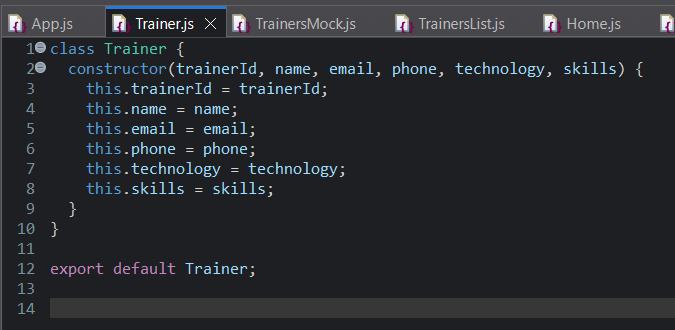 App.js Trainer.js TrainersMock.js TrainersList.js Home.js
1 class Trainer {
2   constructor(trainerId, name, email, phone, technology, skills) {
3     this.trainerId = trainerId;
4     this.name = name;
5     this.email = email;
6     this.phone = phone;
7     this.technology = technology;
8     this.skills = skills;
9   }
10 }
11
12 export default Trainer;
13
14